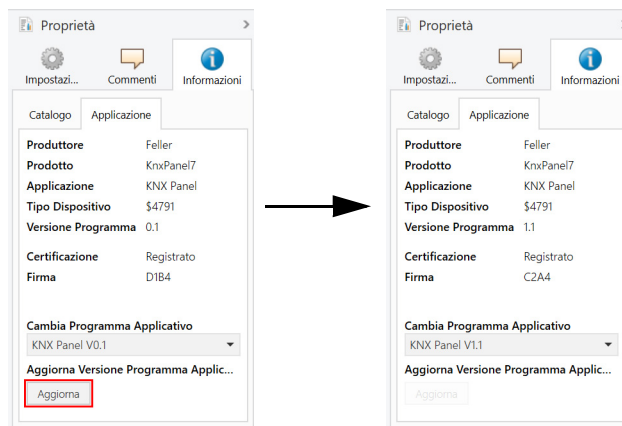 Proprietà
Impostazi... Commenti Informazioni
Catalogo Applicazione
Produttore Feller
Prodotto KnxPanel7
Applicazione KNX Panel
Tipo Dispositivo $4791
Versione Programma 0.1
Certificazione Registrato
Firma D1B4
Cambia Programma Applicativo
KNX Panel V0.1
Aggiorna Versione Programma Applic...
Aggiorna
Proprietà
Impostazi... Commenti Informazioni
Catalogo Applicazione
Produttore Feller
Prodotto KnxPanel7
Applicazione KNX Panel
Tipo Dispositivo $4791
Versione Programma 1.1
Certificazione Registrato
Firma C2A4
Cambia Programma Applicativo
KNX Panel V1.1
Aggiorna Versione Programma Applic...
Aggiorna